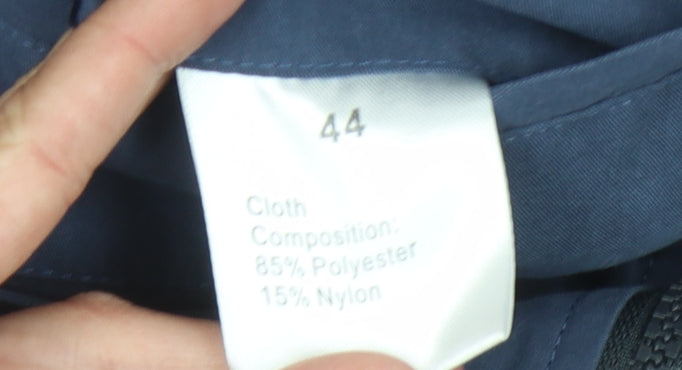 44
Cloth
Composition:
85% Polyester
15% Nylon